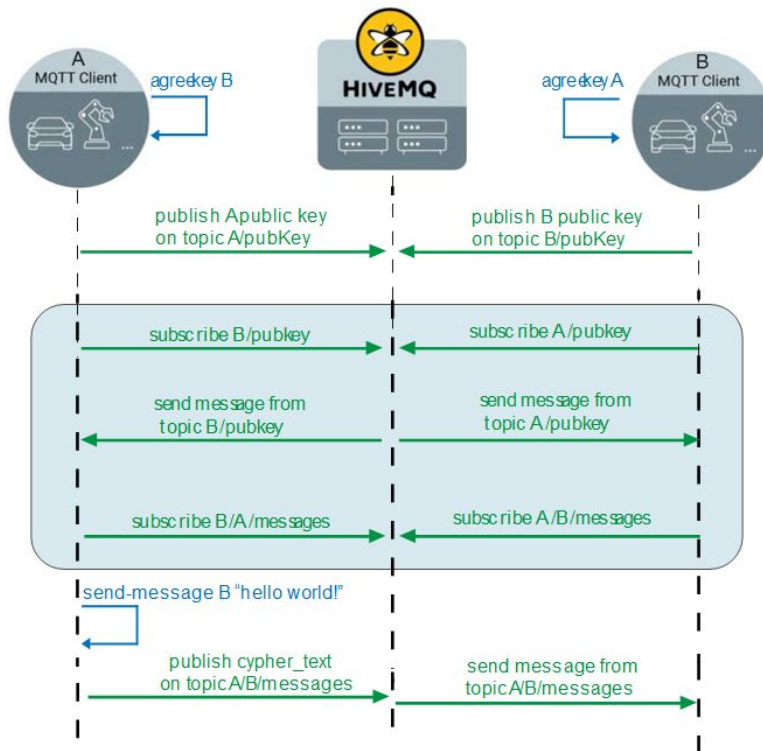 A
MQTT Client
agreekey B
HIVEMQ
agreekey A
B
MQTT Client
...
...
publish Apublic key
on topic A/pubKey
publish B public key
on topic B/pubKey
subscribe B/pubkey
subscribe A/pubkey
send message from
topic B/pubkey
send message from
topic A/pubkey
subscribe B/A/messages
subscribe A/B/messages
send-message B “hello world!”
publish cypher_text
on topicA/B/messages
send message from
topicA/B/messages